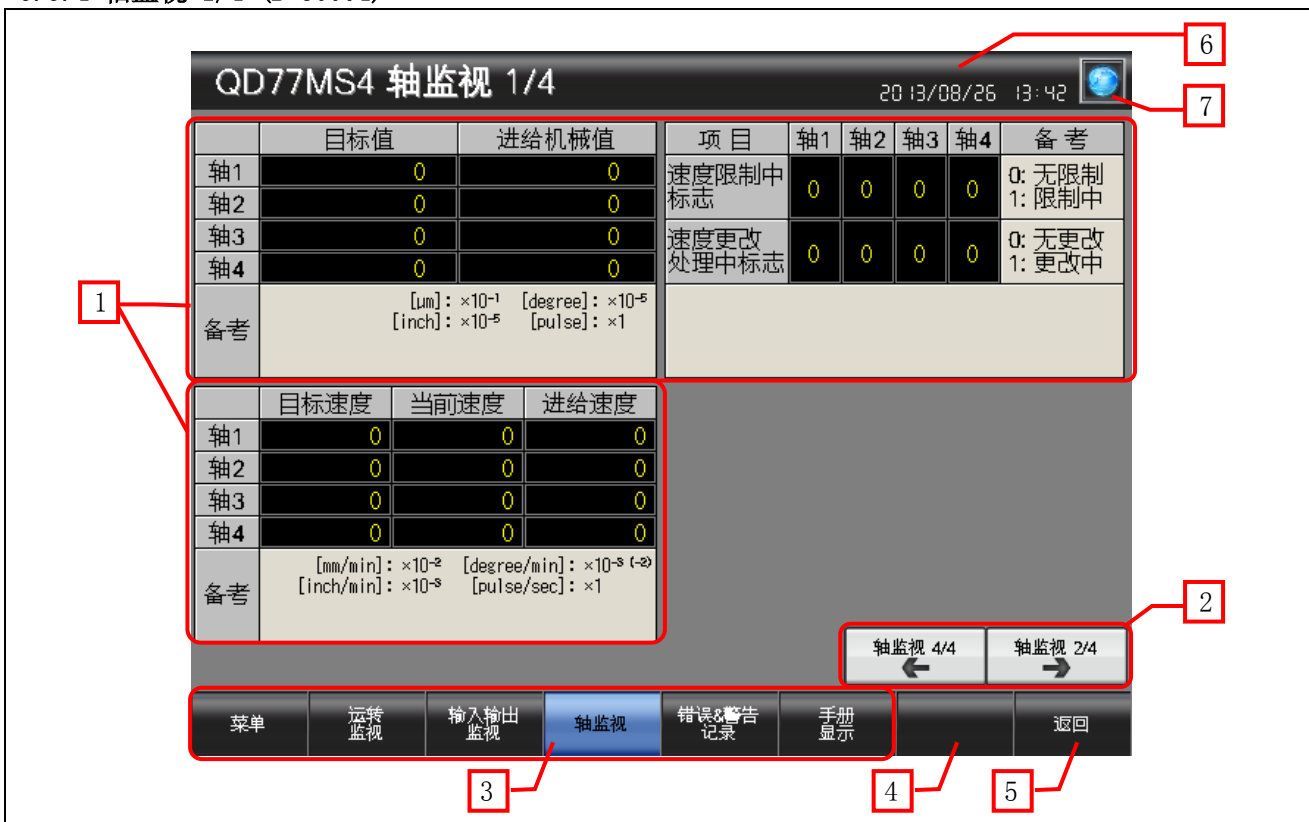 QD77MS4 轴监视 1/4
2013/08/26 13:42
6
7
目标值 进给机械值
轴1 0 0
轴2 0 0
轴3 0 0
轴4 0 0
备考 [μm]: ×10⁻¹ [degree]: ×10⁻⁵
[inch]: ×10⁻⁵ [pulse]: ×1
项 目 轴1 轴2 轴3 轴4 备 考
速度限制中
标志 0 0 0 0 0: 无限制
1: 限制中
速度更改
处理中标志 0 0 0 0 0: 无更改
1: 更改中
1
目标速度 当前速度 进给速度
轴1 0 0 0
轴2 0 0 0
轴3 0 0 0
轴4 0 0 0
备考 [mm/min]: ×10⁻² [degree/min]: ×10⁻³ ⁽⁻²⁾
[inch/min]: ×10⁻³ [pulse/sec]: ×1
2
轴监视 4/4 轴监视 2/4
菜单 运转
监视 输入输出
监视 轴监视 错误&警告
记录 手册
显示 返回
3 4 5